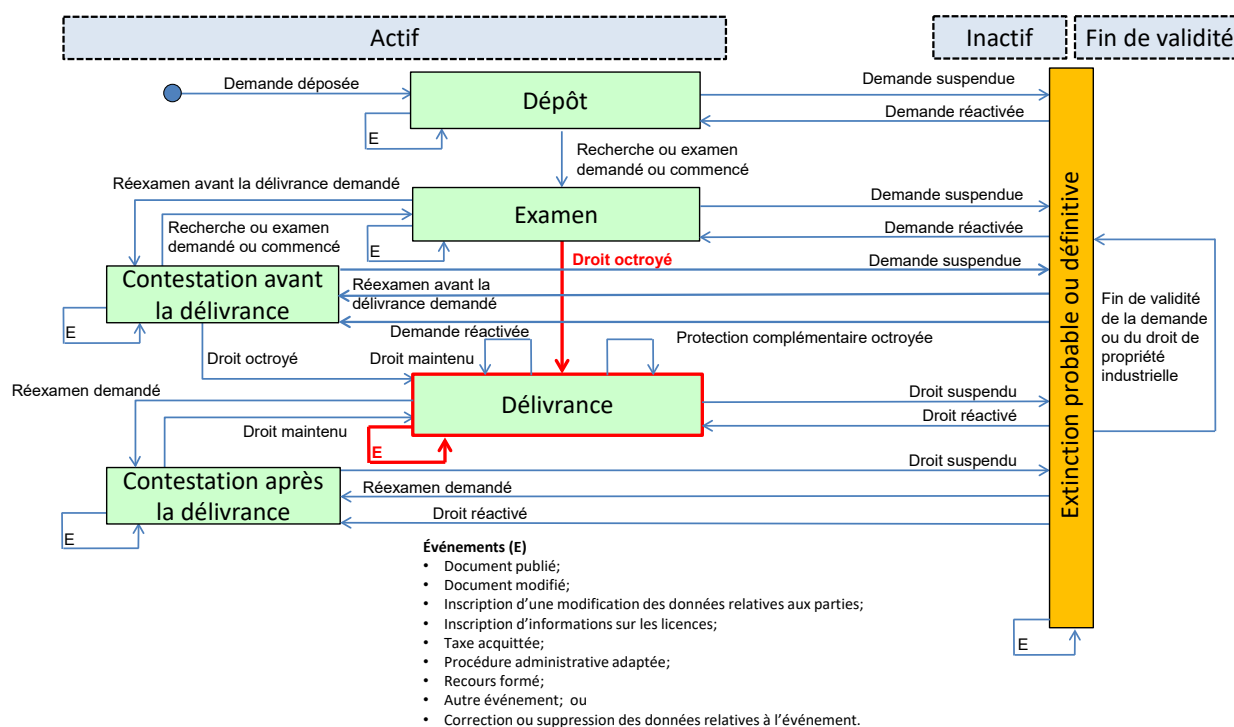 Actif
Inactif
Fin de validité
Demande déposée
Dépôt
Demande suspendue
Demande réactivée
E
Recherche ou examen
demandé ou commencé
Réexamen avant la délivrance demandé
Examen
Demande suspendue
Demande réactivée
Recherche ou examen
demandé ou commencé
E
Droit octroyé
Demande suspendue
Contestation avant
la délivrance
Réexamen avant la
délivrance demandé
E
Demande réactivée
Protection complémentaire octroyée
Droit octroyé
Droit maintenu
Fin de validité
de la demande
ou du droit de
propriété
industrielle
Extinction probable ou définitive
Réexamen demandé
Délivrance
Droit suspendu
Droit réactivé
Droit maintenu
E
Droit suspendu
Contestation après
la délivrance
Réexamen demandé
Droit réactivé
E
Événements (E)
• Document publié;
• Document modifié;
• Inscription d’une modification des données relatives aux parties;
• Inscription d’informations sur les licences;
• Taxe acquittée;
• Procédure administrative adaptée;
• Recours formé;
• Autre événement; ou
• Correction ou suppression des données relatives à l’événement.
E